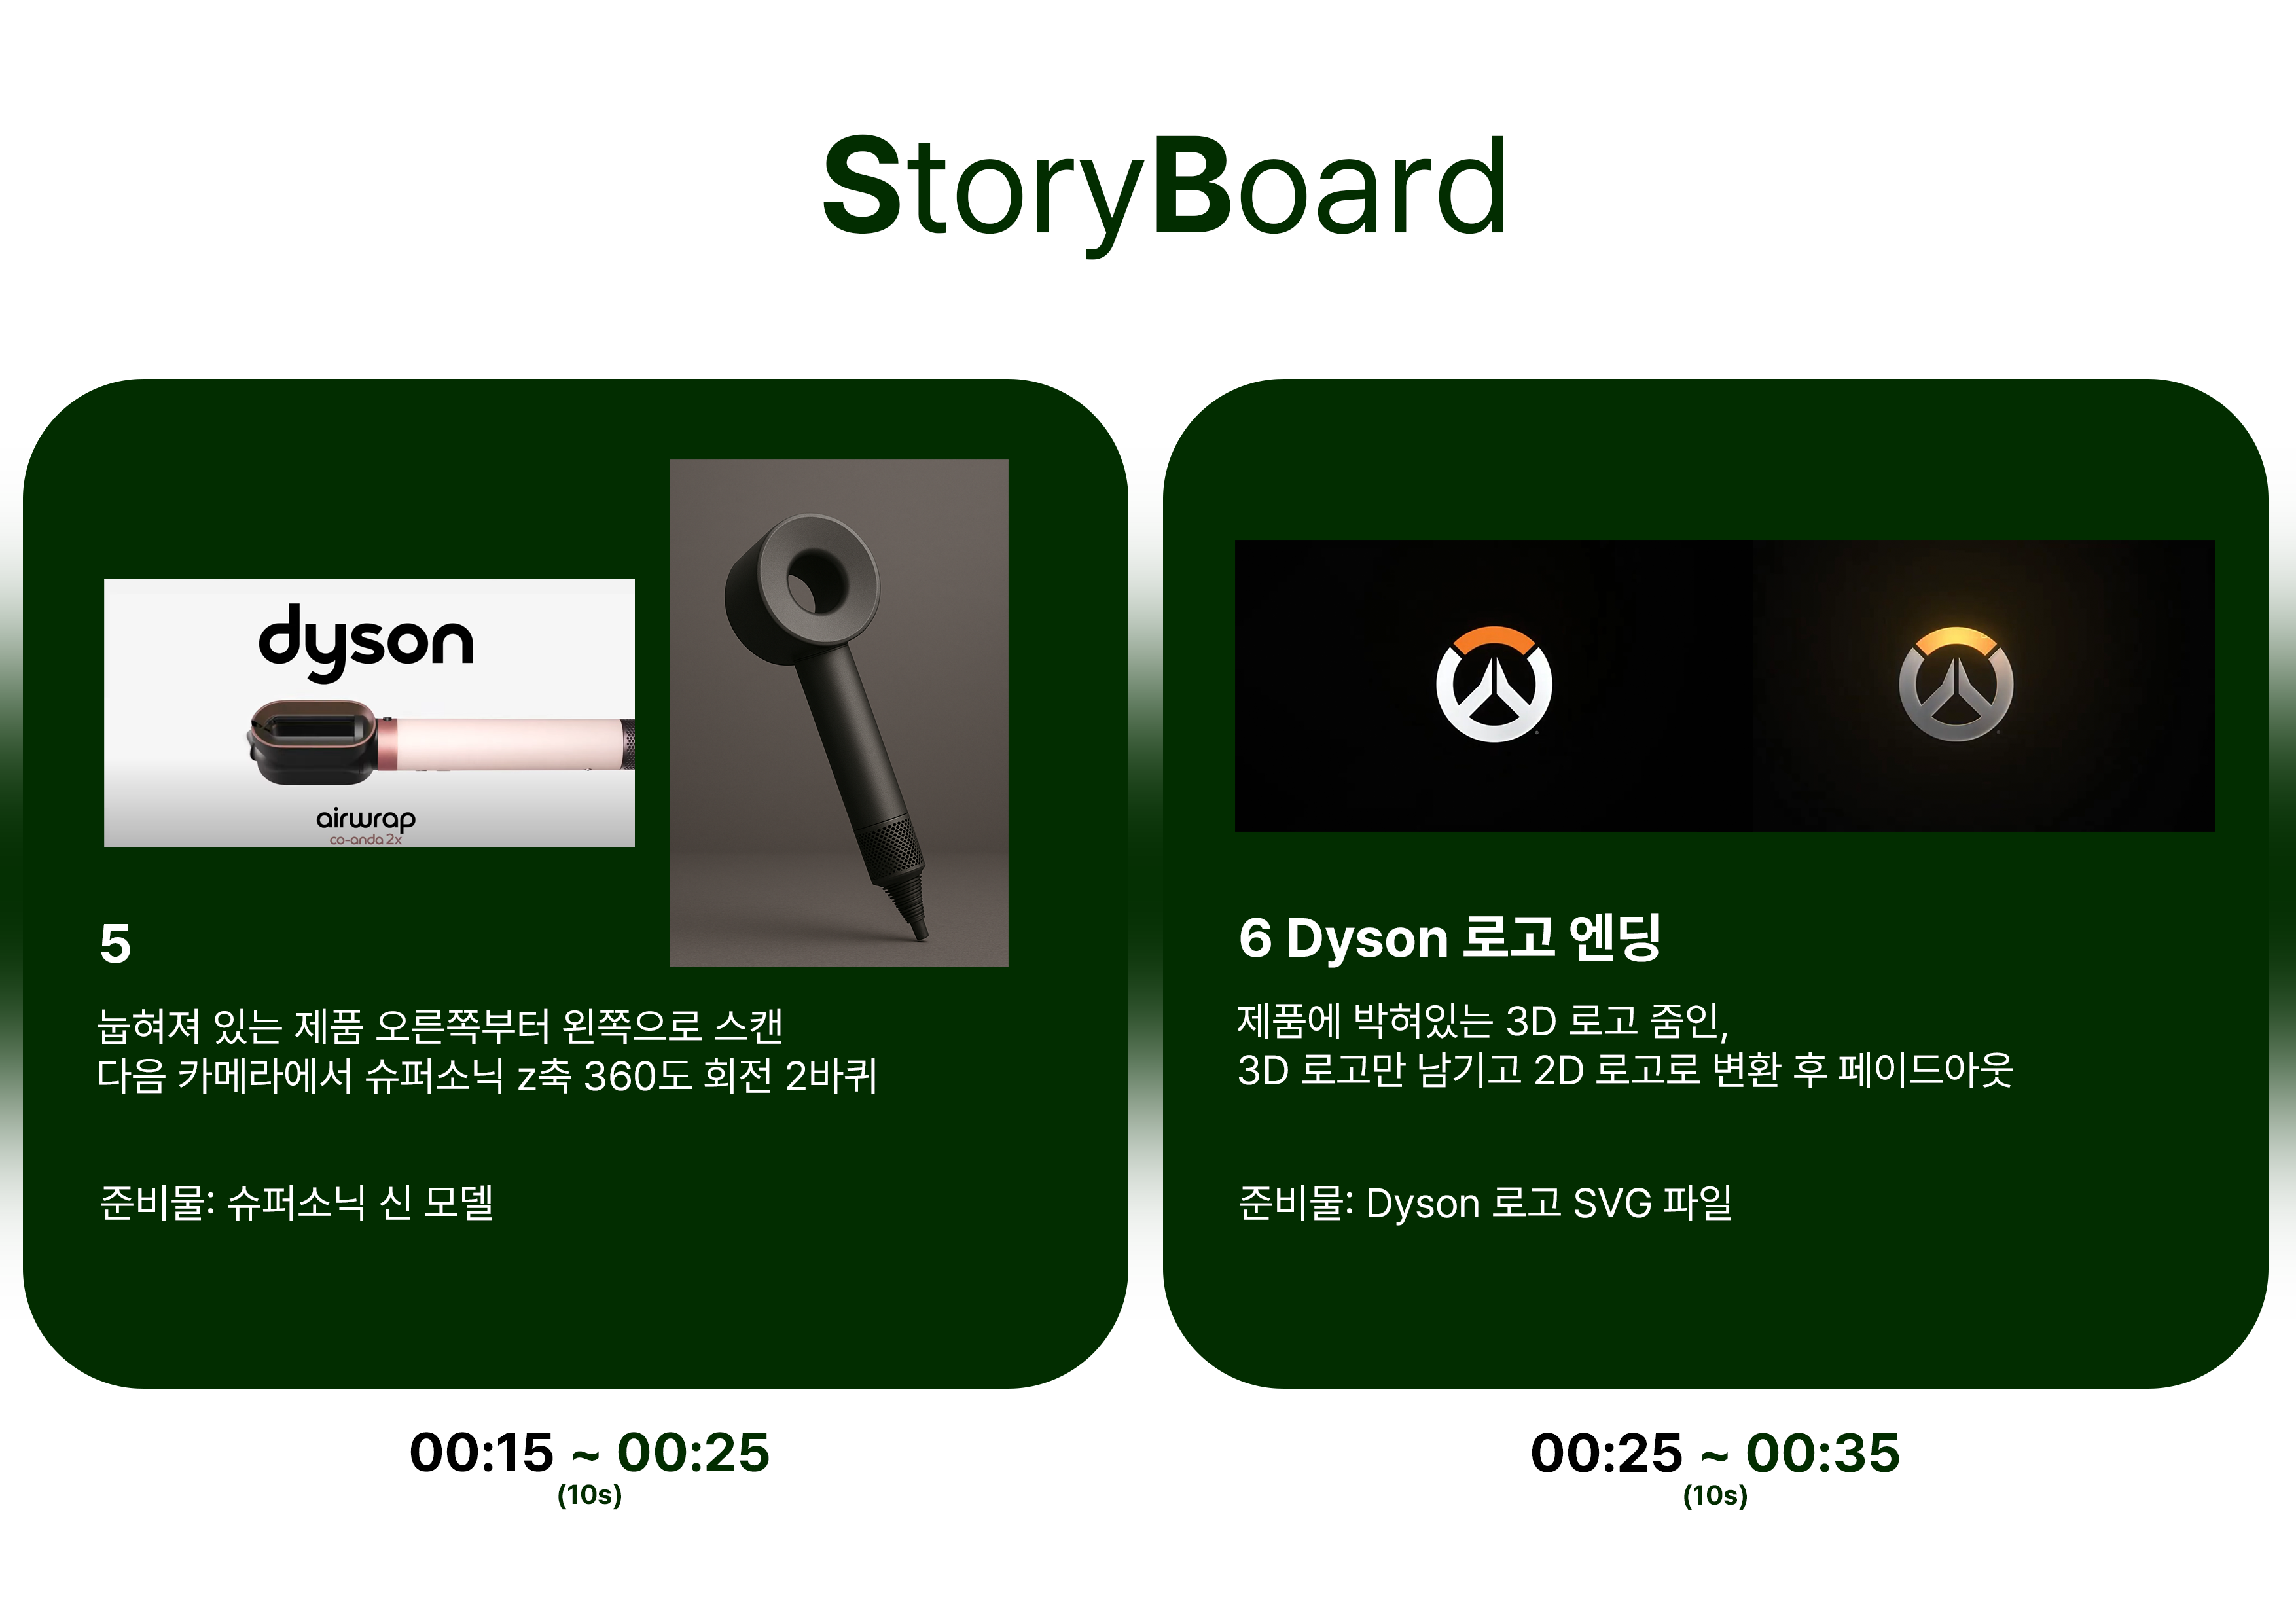 StoryBoard
dyson
airwrap
co-anda 2x
5
눕혀져 있는 제품 오른쪽부터 왼쪽으로 스캔
다음 카메라에서 슈퍼소닉 z축 360도 회전 2바퀴
준비물: 슈퍼소닉 신 모델
00:15 ~ 00:25
(10s)
6 Dyson 로고 엔딩
제품에 박혀있는 3D 로고 줌인,
3D 로고만 남기고 2D 로고로 변환 후 페이드아웃
준비물: Dyson 로고 SVG 파일
00:25 ~ 00:35
(10s)